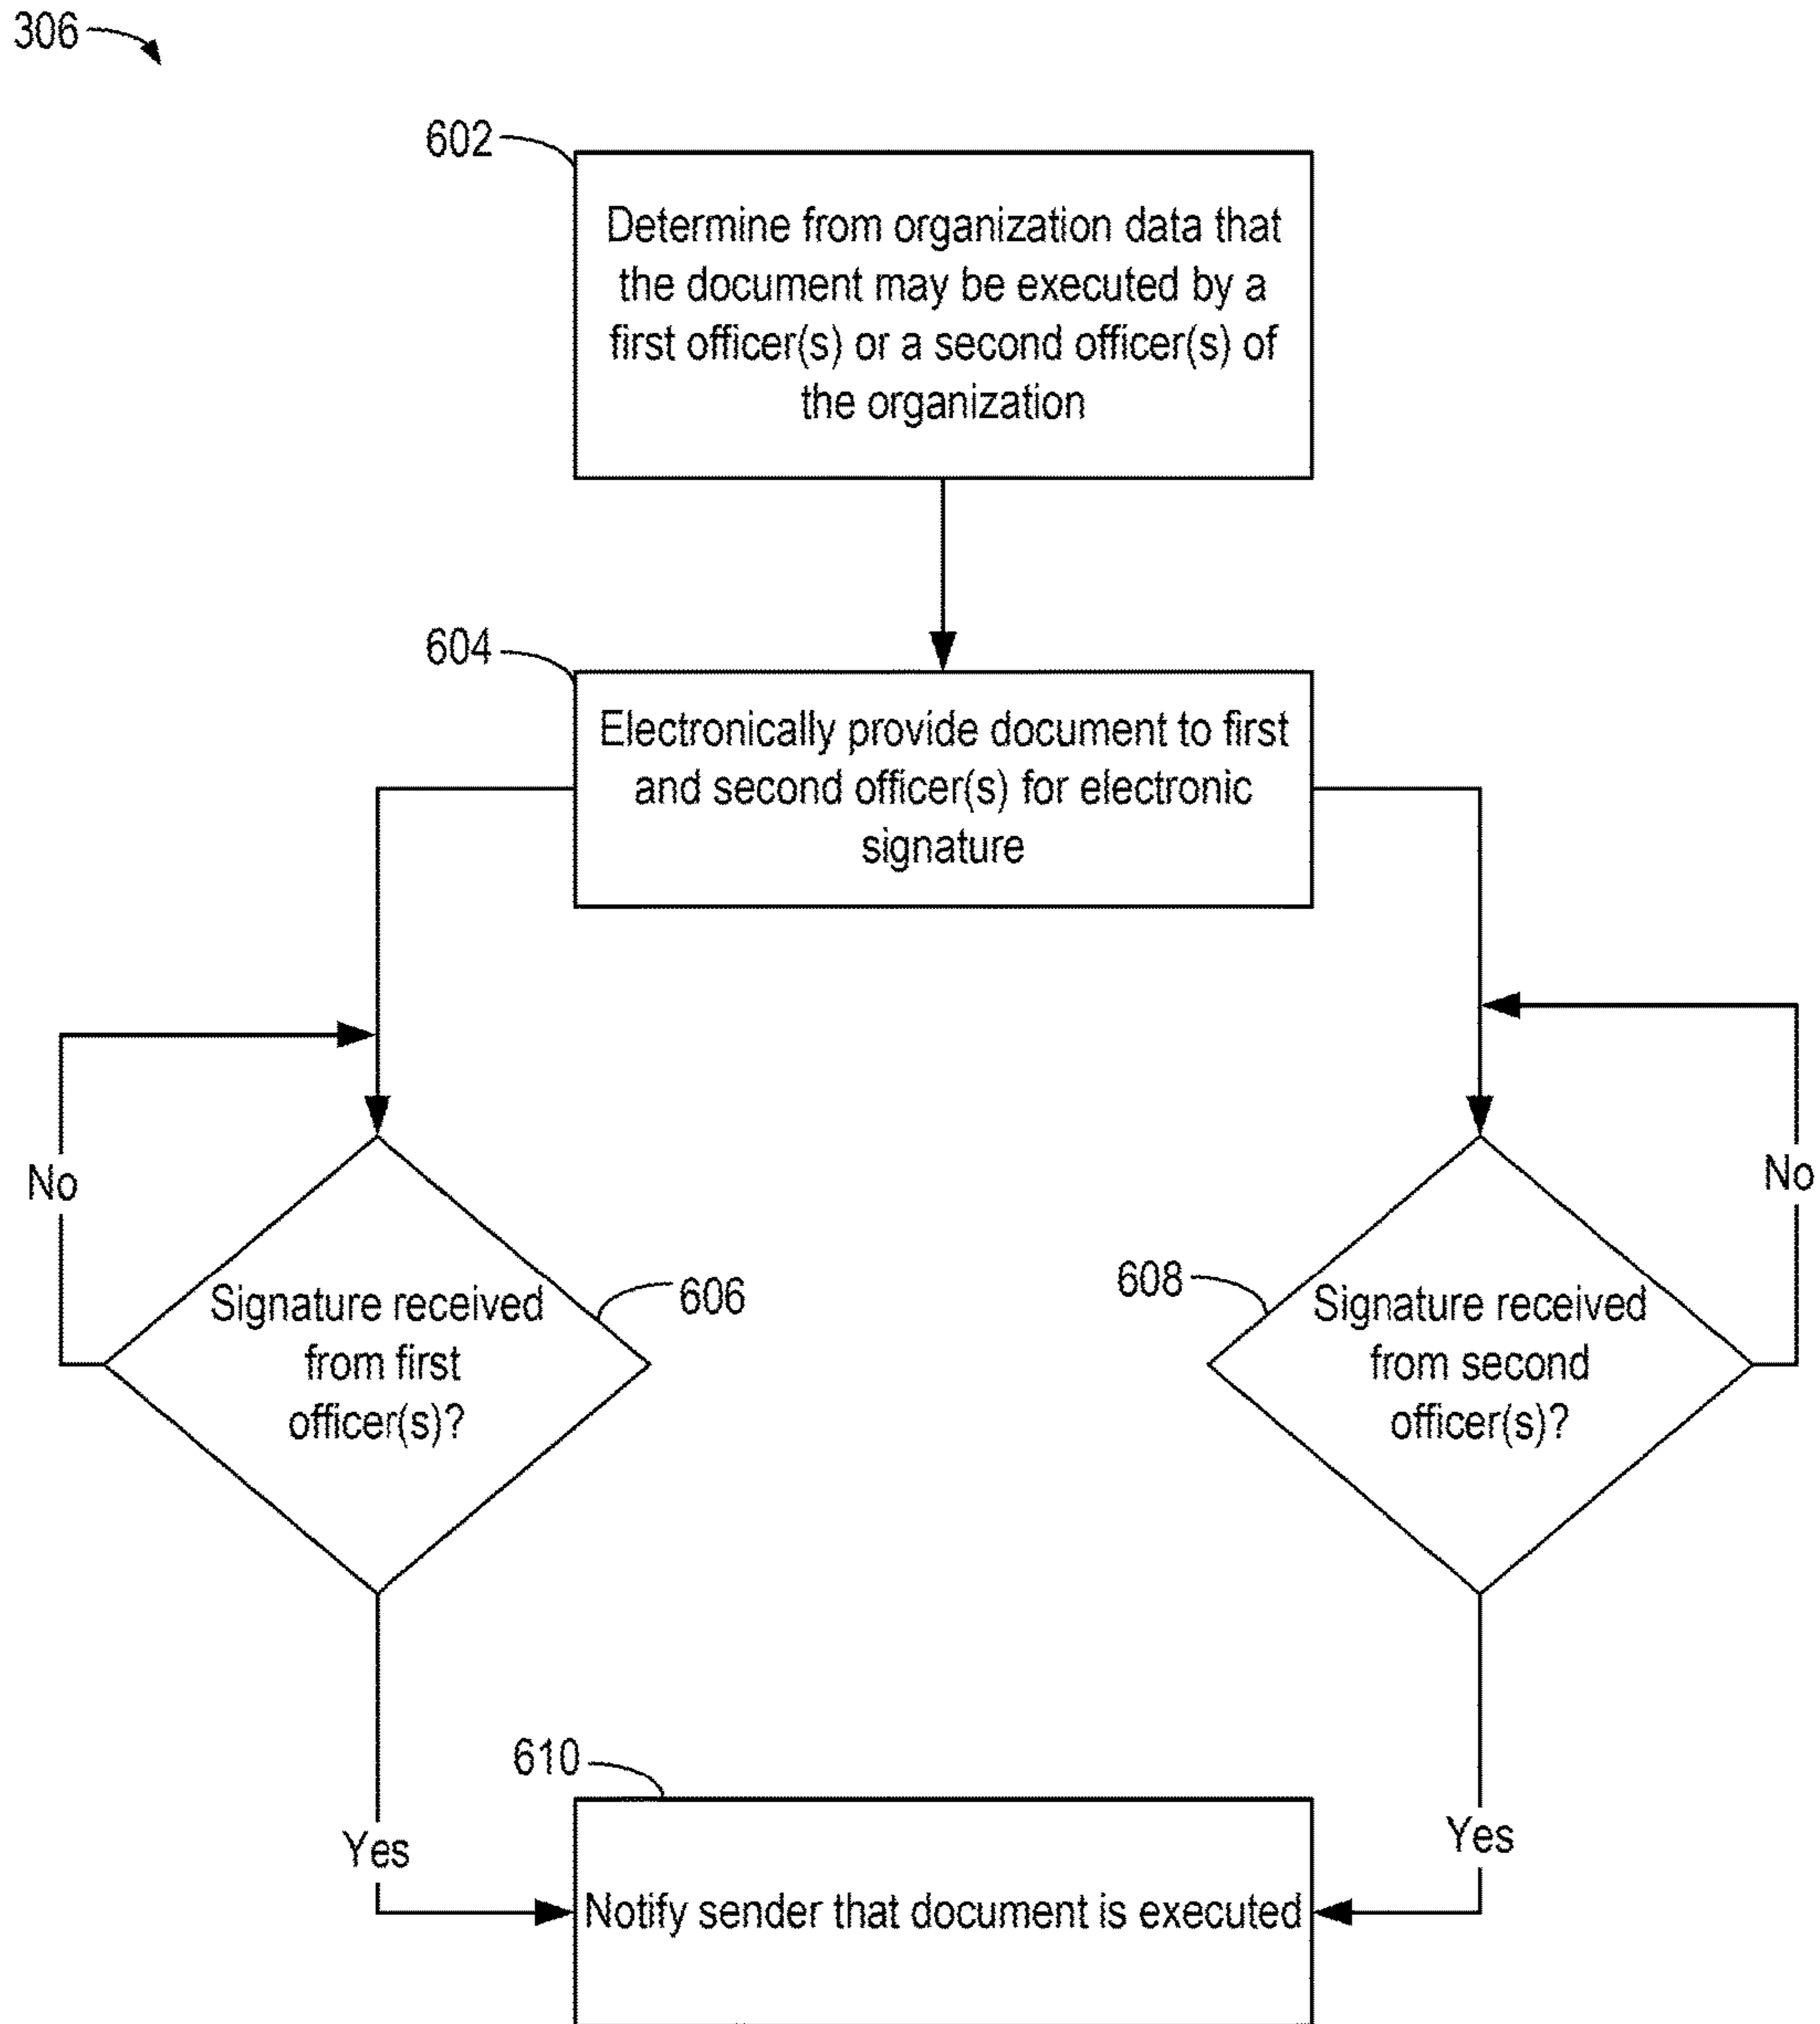 306
602
Determine from organization data that
the document may be executed by a
first officer(s) or a second officer(s) of
the organization
604
Electronically provide document to first
and second officer(s) for electronic
signature
No
No
Signature received
from first
officer(s)?
606
608
Signature received
from second
officer(s)?
610
Yes
Yes
Notify sender that document is executed